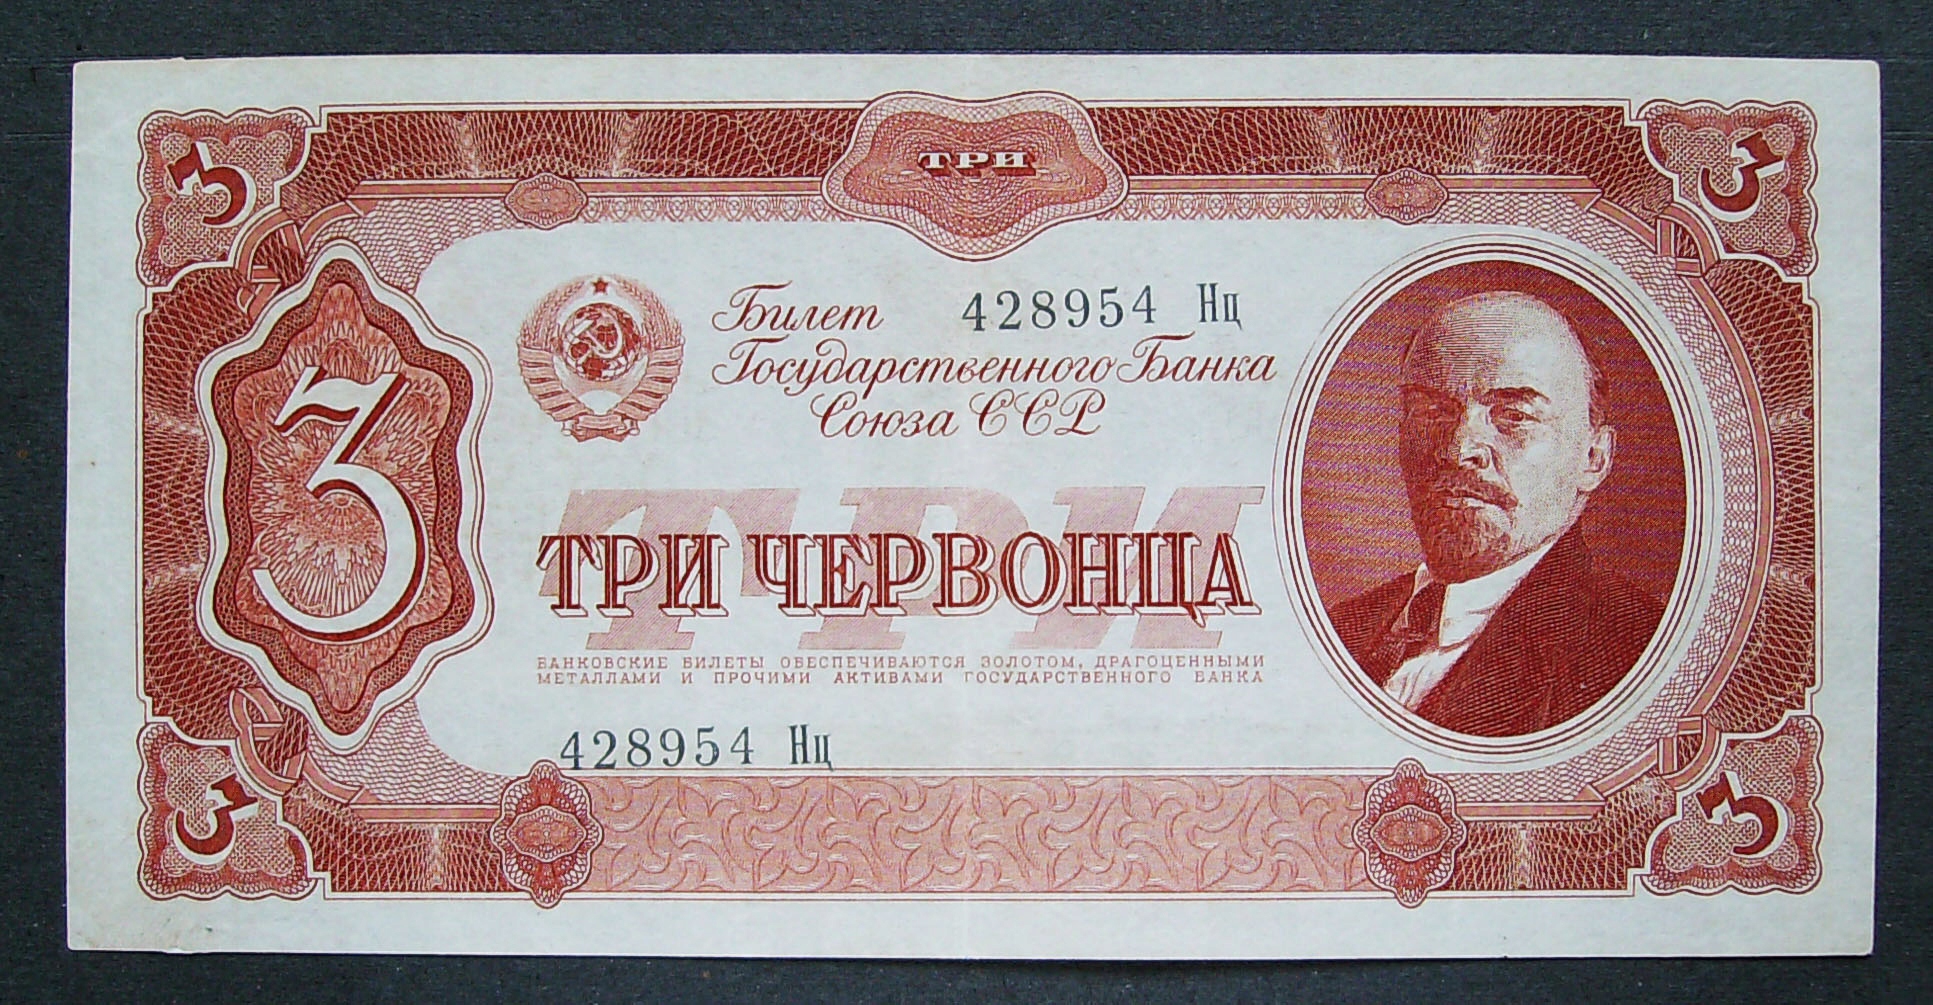 3 ТРИ 3
Билет 428954 Нц
Государственного Банка
Союза ССР
3
ТРИ
ТРИ ЧЕРВОНЦА
БАНКОВСКИЕ БИЛЕТЫ ОБЕСПЕЧИВАЮТСЯ ЗОЛОТОМ, ДРАГОЦЕННЫМИ
МЕТАЛЛАМИ И ПРОЧИМИ АКТИВАМИ ГОСУДАРСТВЕННОГО БАНКА
428954 Нц
3 3